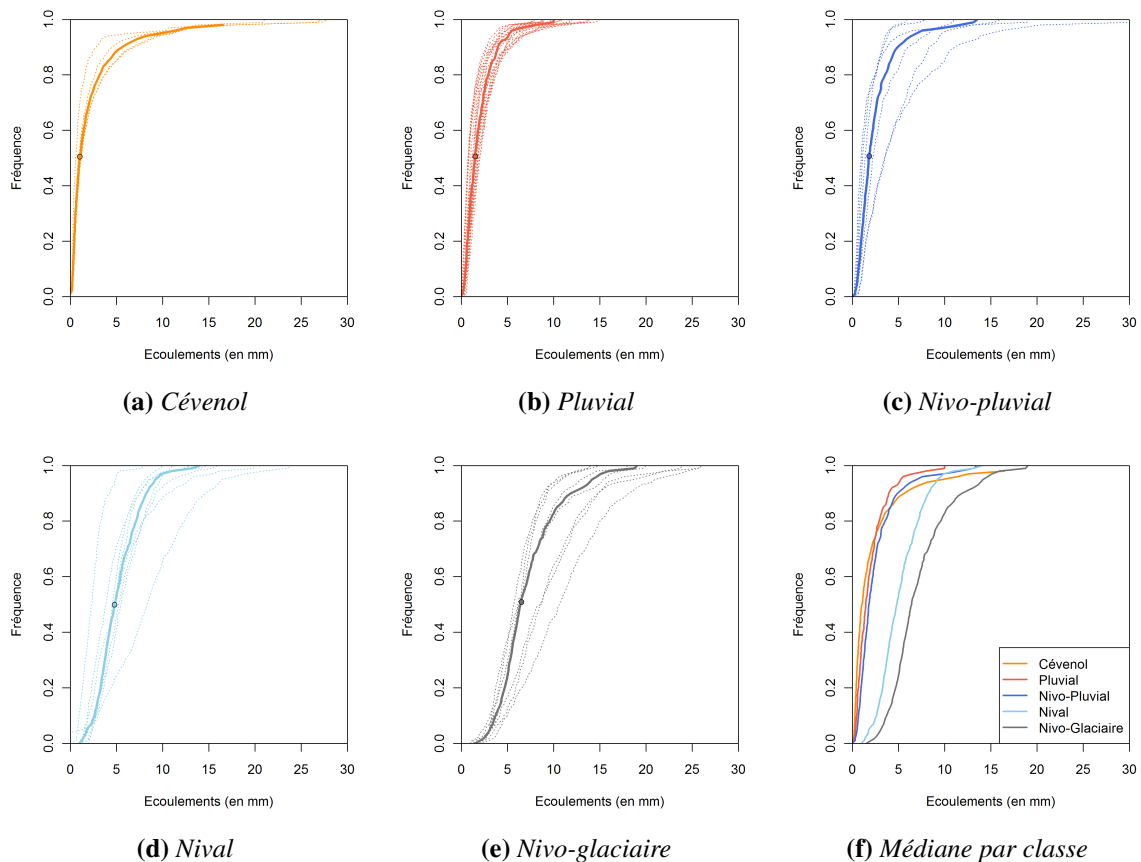 1.0
0.8
0.6
0.4
0.2
0.0
Fréquence
0 5 10 15 20 25 30
Ecoulements (en mm)
(a) Cévenol
1.0
0.8
0.6
0.4
0.2
0.0
Fréquence
0 5 10 15 20 25 30
Ecoulements (en mm)
(b) Pluvial
1.0
0.8
0.6
0.4
0.2
0.0
Fréquence
0 5 10 15 20 25 30
Ecoulements (en mm)
(c) Nivo-pluvial
1.0
0.8
0.6
0.4
0.2
0.0
Fréquence
0 5 10 15 20 25 30
Ecoulements (en mm)
(d) Nival
1.0
0.8
0.6
0.4
0.2
0.0
Fréquence
0 5 10 15 20 25 30
Ecoulements (en mm)
(e) Nivo-glaciaire
1.0
0.8
0.6
0.4
0.2
0.0
Fréquence
Cévenol
Pluvial
Nivo-Pluvial
Nival
Nivo-Glaciaire
0 5 10 15 20 25 30
Ecoulements (en mm)
(f) Médiane par classe